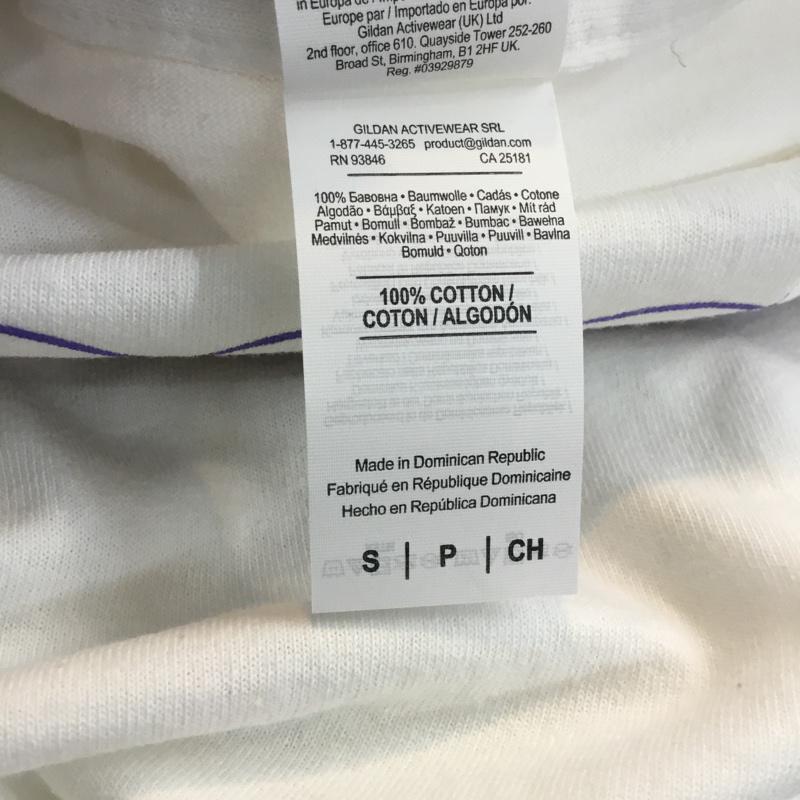 in Europa de / Impo
Europe par / Importado en Europa por:
Gildan Activewear (UK) Ltd
2nd floor, office 610. Quayside Tower 252-260
Broad St, Birmingham, B1 2HF UK.
Reg. #03929879
GILDAN ACTIVEWEAR SRL
1-877-445-3265 product@gildan.com
RN 93846 CA 25181
100% Бавовна • Baumwolle • Cadás • Cotone
Algodão • Βάμβαξ • Katoen • Памук • Mit rád
Pamut • Bomull • Bombaž • Bumbac • Bawełna
Medvilnės • Kokvilna • Puuvilla • Puuvill • Bavlna
Bomuld • Qoton
100% COTTON /
COTON / ALGODÓN
Made in Dominican Republic
Fabriqué en République Dominicaine
Hecho en República Dominicana
S | P | CH